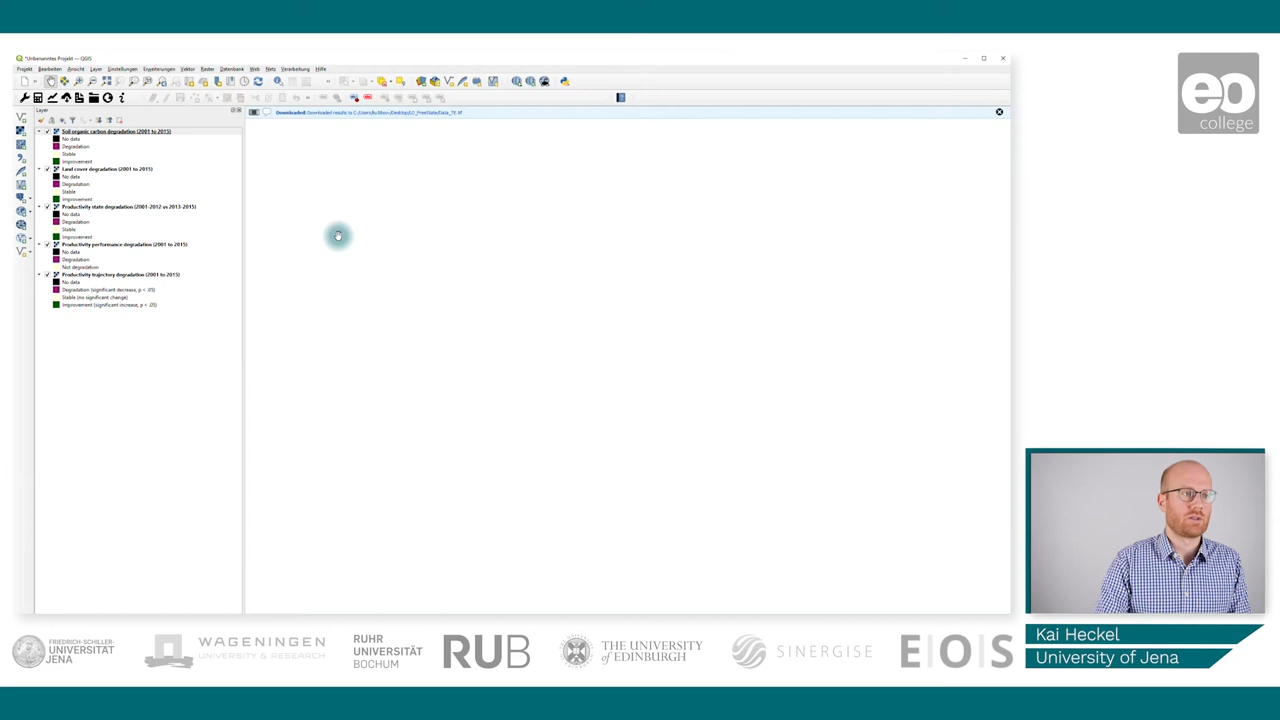 *Unbenanntes Projekt — QGIS
Projekt Bearbeiten Ansicht Layer Einstellungen Erweiterungen Vektor Raster Datenbank Web Netz Verarbeitung Hilfe
Layer
Soil organic carbon degradation (2001 to 2015)
No data
Degradation
Stable
Improvement
Land cover degradation (2001 to 2015)
No data
Degradation
Stable
Improvement
Productivity state degradation (2001-2012 vs 2013-2015)
No data
Degradation
Stable
Improvement
Productivity performance degradation (2001 to 2015)
No data
Degradation
Not degradation
Productivity trajectory degradation (2001 to 2015)
No data
Degradation (significant decrease, p < .05)
Stable (no significant change)
Improvement (significant increase, p < .05)
Downloaded: Downloaded results to
eo
college
Kai Heckel
University of Jena
FRIEDRICH-SCHILLER-
UNIVERSITÄT
JENA
WAGENINGEN
UNIVERSITY & RESEARCH
RUHR
UNIVERSITÄT
BOCHUM
RUB
THE UNIVERSITY
of EDINBURGH
SINERGISE
E|O|S